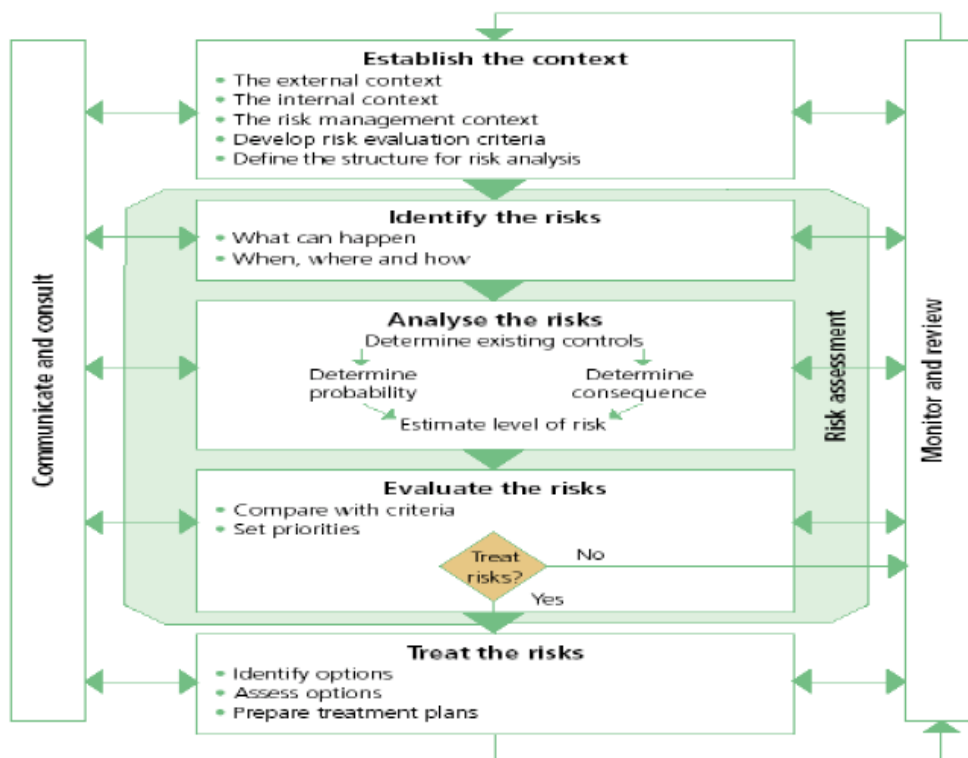 Communicate and consult
Establish the context
• The external context
• The internal context
• The risk management context
• Develop risk evaluation criteria
• Define the structure for risk analysis
Identify the risks
• What can happen
• When, where and how
Analyse the risks
Determine existing controls
Determine
probability
Determine
consequence
Estimate level of risk
Evaluate the risks
• Compare with criteria
• Set priorities
Treat
risks?
No
Yes
Treat the risks
• Identify options
• Assess options
• Prepare treatment plans
Risk assessment
Monitor and review